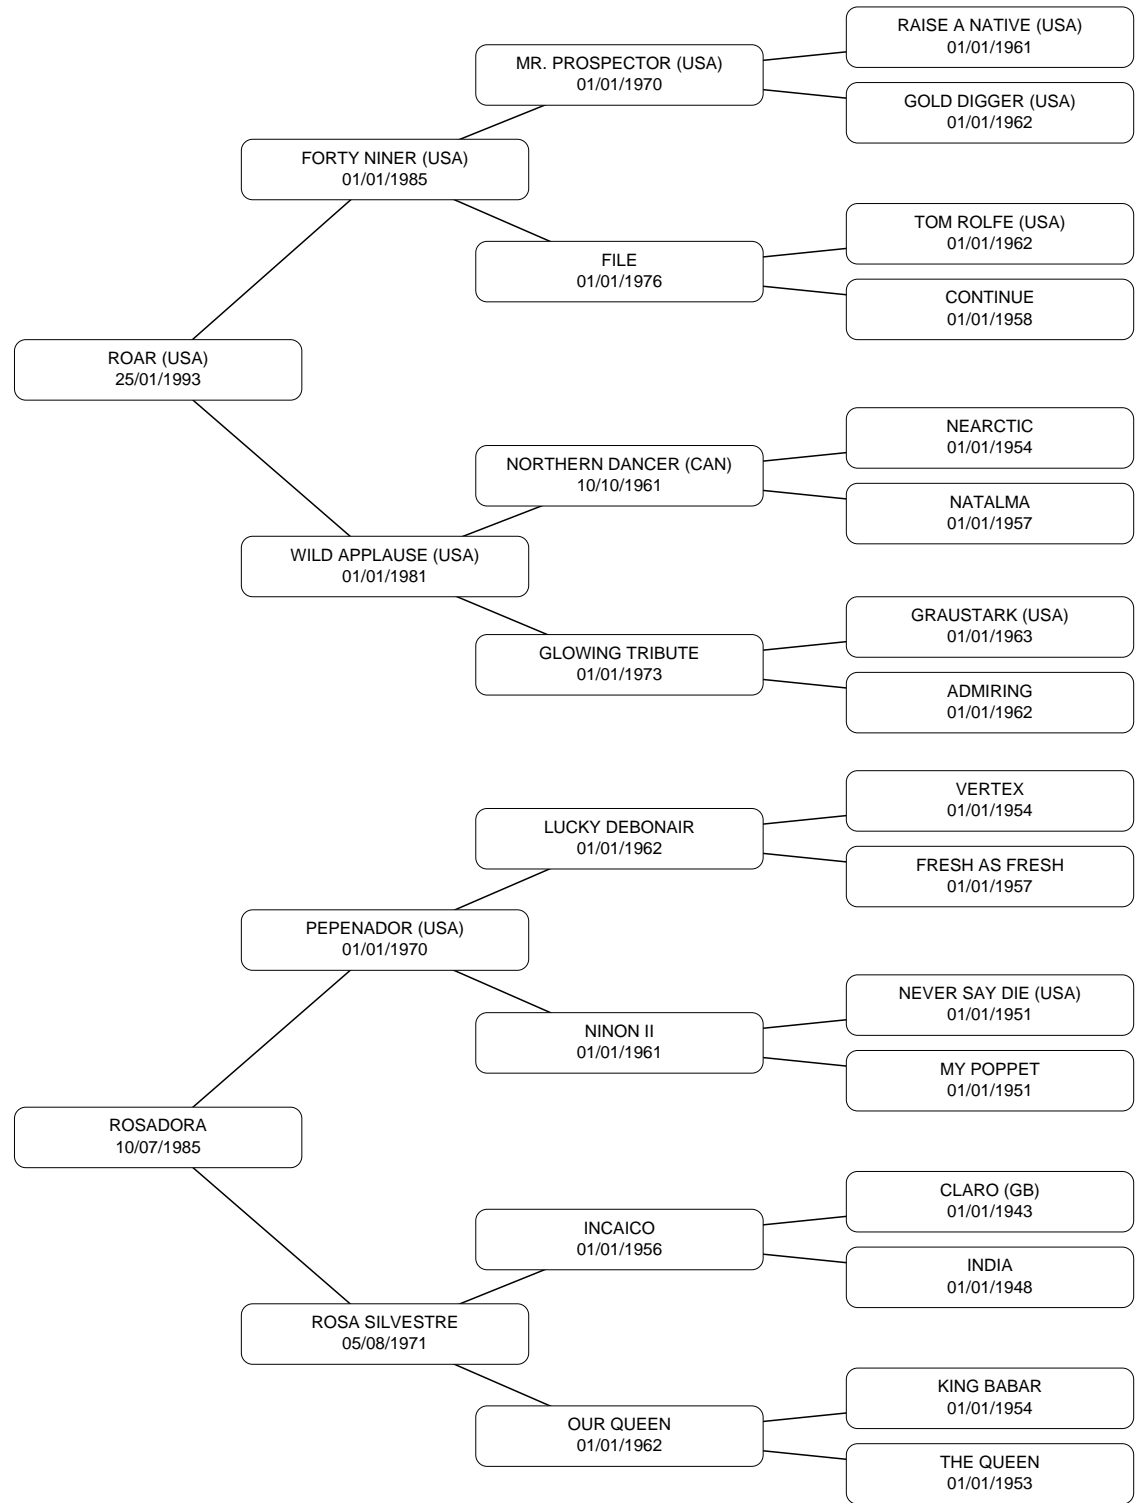 RAISE A NATIVE (USA)
01/01/1961
MR. PROSPECTOR (USA)
01/01/1970
GOLD DIGGER (USA)
01/01/1962
FORTY NINER (USA)
01/01/1985
TOM ROLFE (USA)
01/01/1962
FILE
01/01/1976
CONTINUE
01/01/1958
ROAR (USA)
25/01/1993
NEARCTIC
01/01/1954
NORTHERN DANCER (CAN)
10/10/1961
NATALMA
01/01/1957
WILD APPLAUSE (USA)
01/01/1981
GRAUSTARK (USA)
01/01/1963
GLOWING TRIBUTE
01/01/1973
ADMIRING
01/01/1962
VERTEX
01/01/1954
LUCKY DEBONAIR
01/01/1962
FRESH AS FRESH
01/01/1957
PEPENADOR (USA)
01/01/1970
NEVER SAY DIE (USA)
01/01/1951
NINON II
01/01/1961
MY POPPET
01/01/1951
ROSADORA
10/07/1985
CLARO (GB)
01/01/1943
INCAICO
01/01/1956
INDIA
01/01/1948
ROSA SILVESTRE
05/08/1971
KING BABAR
01/01/1954
OUR QUEEN
01/01/1962
THE QUEEN
01/01/1953